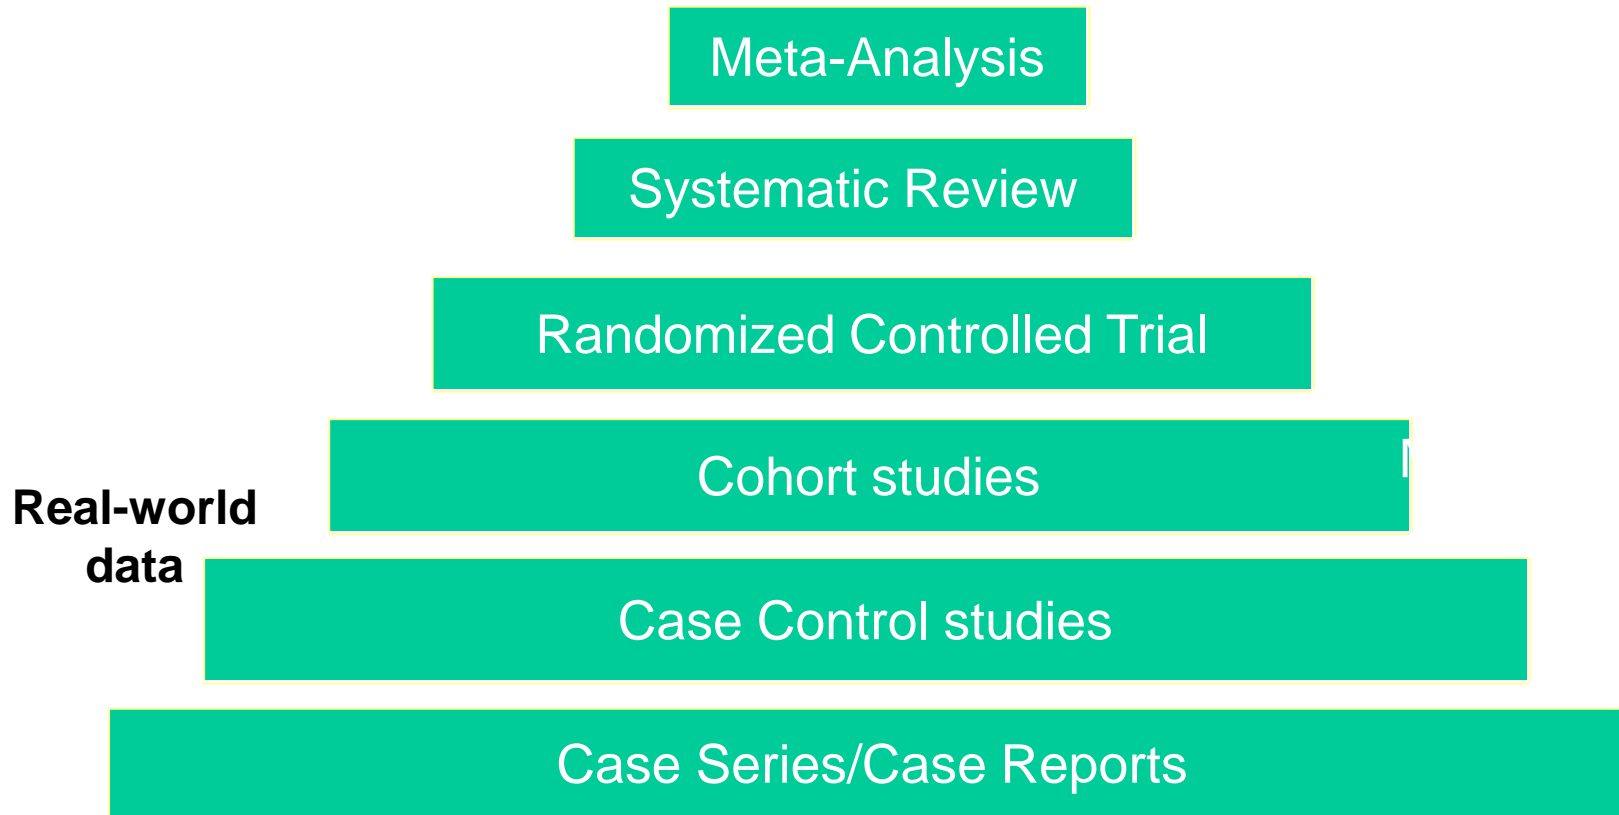 Meta-Analysis
Systematic Review
Randomized Controlled Trial
Cohort studies
Real-world
data
Case Control studies
Case Series/Case Reports